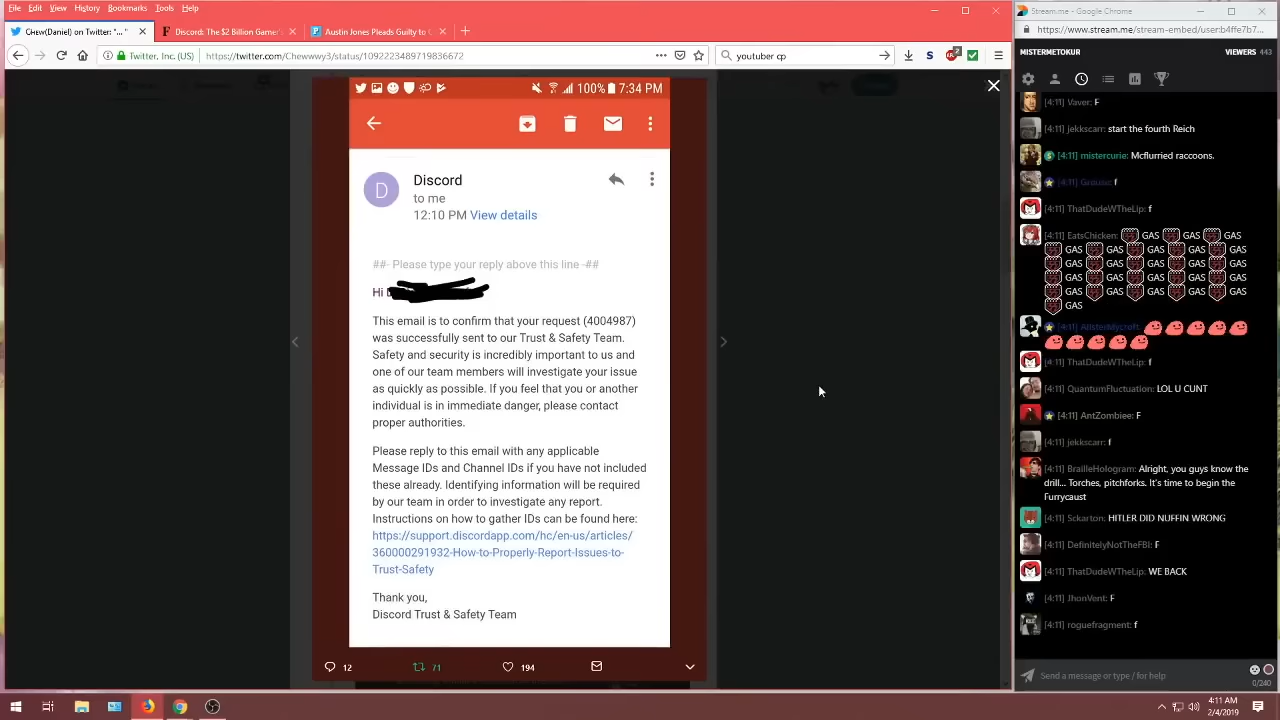 File Edit View History Bookmarks Tools Help
Chew(Daniel) on Twitter: "...
Discord: The $2 Billion Gamer'
Austin Jones Pleads Guilty to
Twitter, Inc. (US)
https://twitter.com/Chewwwy3/status/1092223489719836672
youtuber cp
100% 7:34 PM
D
Discord
to me
12:10 PM View details
##- Please type your reply above this line -##
Hi
This email is to confirm that your request (4004987)
was successfully sent to our Trust & Safety Team.
Safety and security is incredibly important to us and
one of our team members will investigate your issue
as quickly as possible. If you feel that you or another
individual is in immediate danger, please contact
proper authorities.
Please reply to this email with any applicable
Message IDs and Channel IDs if you have not included
these already. Identifying information will be required
by our team in order to investigate any report.
Instructions on how to gather IDs can be found here:
https://support.discordapp.com/hc/en-us/articles/
360000291932-How-to-Properly-Report-Issues-to-
Trust-Safety
Thank you,
Discord Trust & Safety Team
12 71 194
Stream.me - Google Chrome
https://www.stream.me/stream-embed/userb4ffe7b7...
MISTERMETOKUR
VIEWERS 443
[4:11] Vaver: F
[4:11] jekkscarr: start the fourth Reich
[4:11] mistercurie: Mcflurried raccoons.
[4:11] Grouse: f
[4:11] ThatDudeWTheLip: f
[4:11] EatsChicken: GAS GAS GAS
GAS GAS GAS GAS
GAS GAS GAS GAS
GAS GAS GAS GAS
GAS GAS GAS GAS
GAS
[4:11] AlisterMycroft:
[4:11] ThatDudeWTheLip: f
[4:11] QuantumFluctuation: LOL U CUNT
[4:11] AntZombiee: F
[4:11] jekkscarr: f
[4:11] BrailleHologram: Alright, you guys know the
drill... Torches, pitchforks. It's time to begin the
Furrycaust
[4:11] Sckarton: HITLER DID NUFFIN WRONG
[4:11] DefinitelyNotTheFBI: F
[4:11] ThatDudeWTheLip: WE BACK
[4:11] JhonVent: F
[4:11] roguefragment: f
Send a message or type / for help
0/240
4:11 AM
2/4/2019